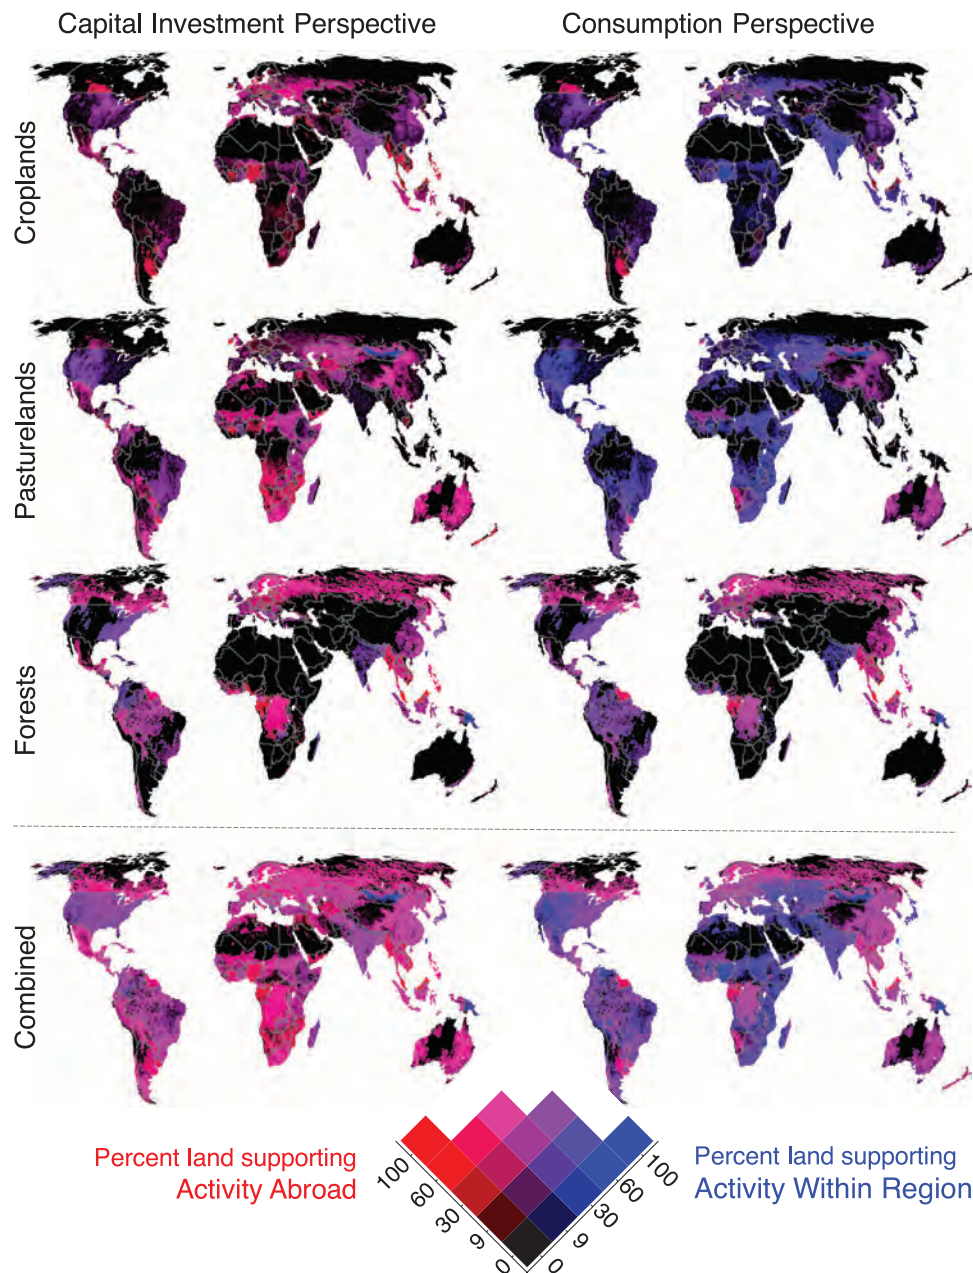 Capital Investment Perspective
Consumption Perspective
Croplands
Pasturelands
Forests
Combined
Percent land supporting
Activity Abroad
100
60
30
9
0
0
9
30
60
100
Percent land supporting
Activity Within Region